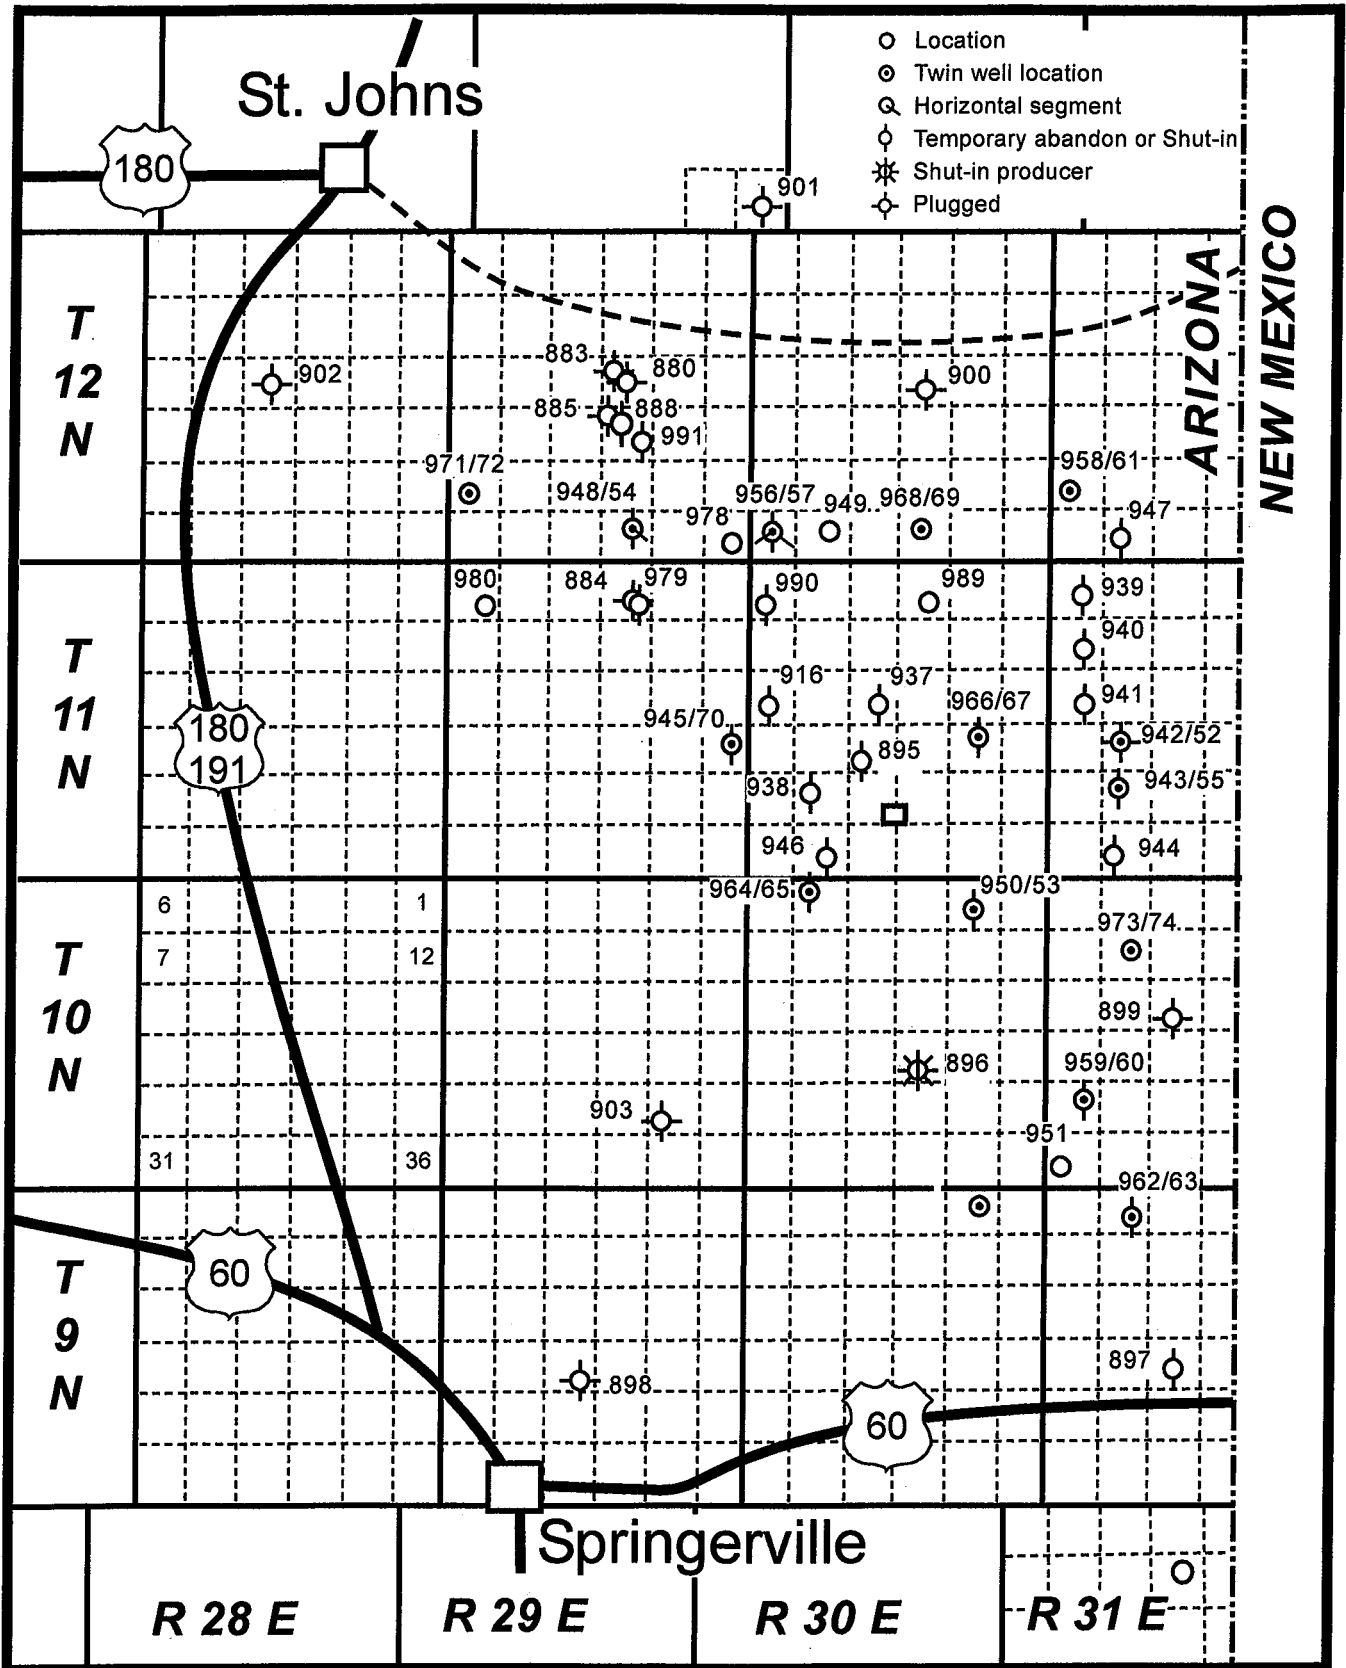 St. Johns
180
Location
Twin well location
Horizontal segment
Temporary abandon or Shut-in
Shut-in producer
Plugged
901
ARIZONA
NEW MEXICO
T
12
N
902
883
880
900
885
888
991
971/72
948/54
978
956/57
949
968/69
958/61
947
T
11
N
980
884
979
990
989
939
940
916
937
941
945/70
966/67
942/52
895
938
943/55
946
944
180
191
T
10
N
6
1
7
12
31
36
964/65
950/53
973/74
899
896
959/60
903
951
962/63
T
9
N
60
898
897
60
Springerville
R 28 E
R 29 E
R 30 E
R 31 E